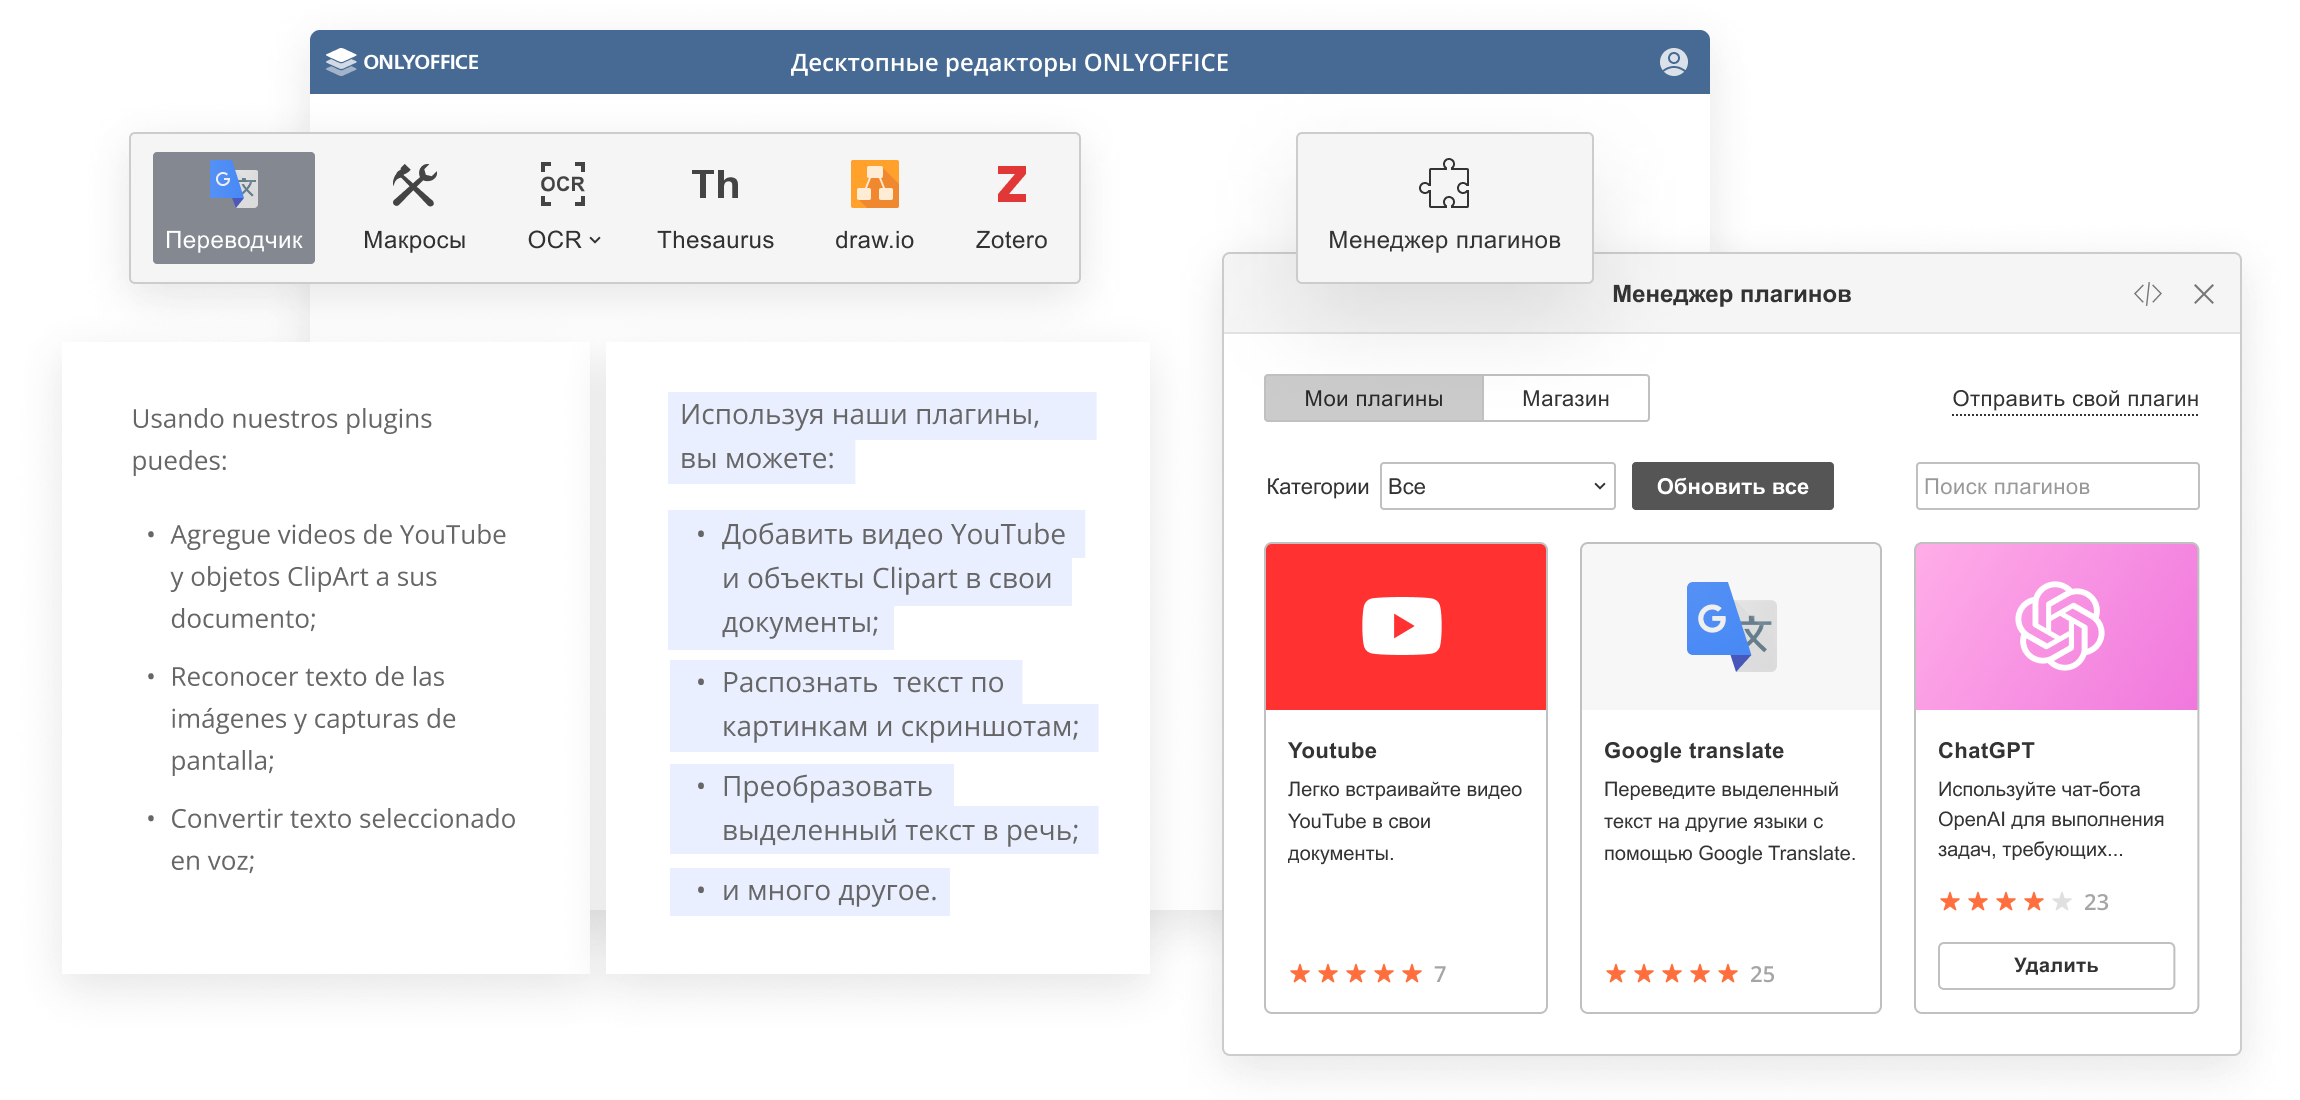 ONLYOFFICE
Десктопные редакторы ONLYOFFICE
G 文
OCR
Th
Z
Переводчик
Макросы
OCR
Thesaurus
draw.io
Zotero
Менеджер плагинов
Usando nuestros plugins
puedes:
• Agregue videos de YouTube
y objetos ClipArt a sus
documento;
• Reconocer texto de las
imágenes y capturas de
pantalla;
• Convertir texto seleccionado
en voz;
Используя наши плагины,
вы можете:
• Добавить видео YouTube
и объекты Clipart в свои
документы;
• Распознать текст по
картинкам и скриншотам;
• Преобразовать
выделенный текст в речь;
• и много другое.
Менеджер плагинов
Мои плагины
Магазин
Отправить свой плагин
Категории
Все
Обновить все
Поиск плагинов
Youtube
Легко встраивайте видео
YouTube в свои
документы.
7
G 文
Google translate
Переведите выделенный
текст на другие языки с
помощью Google Translate.
25
ChatGPT
Используйте чат-бота
OpenAI для выполнения
задач, требующих...
23
Удалить